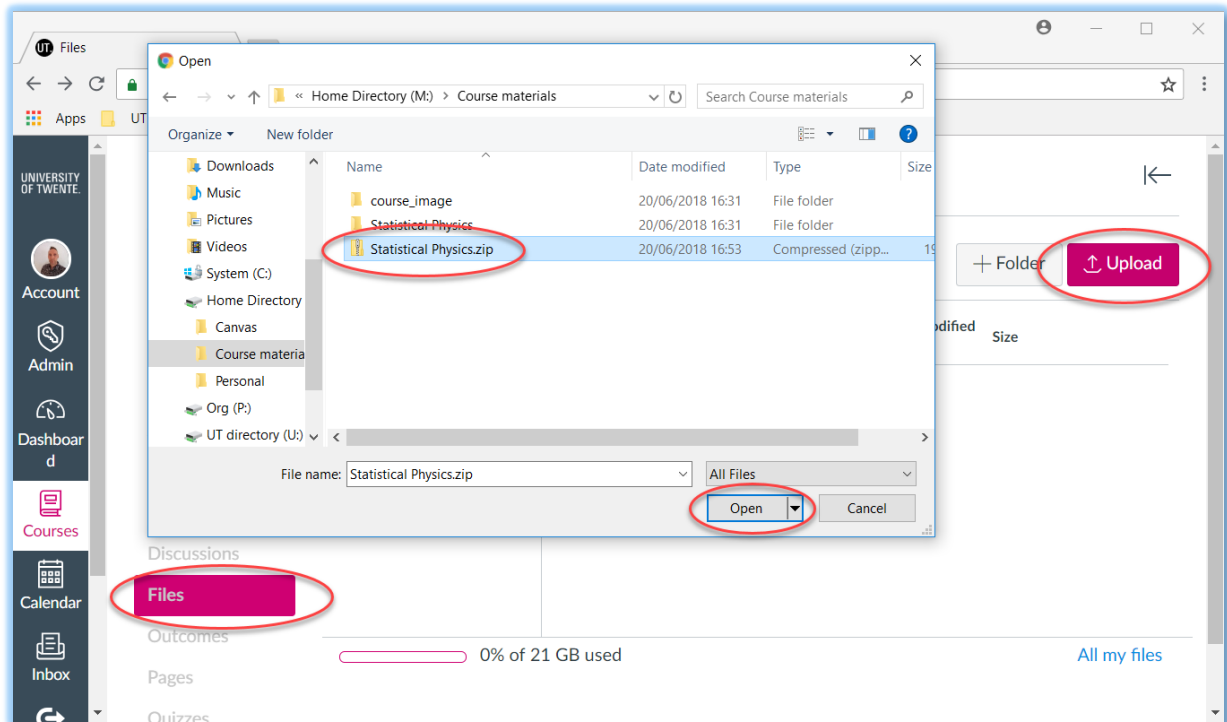 Files
Apps
UT
Open
« Home Directory (M:) > Course materials
Search Course materials
Organize
New folder
Downloads
Music
Pictures
Videos
System (C:)
Home Directory
Canvas
Course materia
Personal
Org (P:)
UT directory (U:)
Name Date modified Type Size
course_image 20/06/2018 16:31 File folder
Statistical Physics 20/06/2018 16:31 File folder
Statistical Physics.zip 20/06/2018 16:53 Compressed (zipp... 19
File name: Statistical Physics.zip All Files
Open Cancel
UNIVERSITY
OF TWENTE.
Account
Admin
Dashboar
d
Courses
Calendar
Inbox
Discussions
Files
Outcomes
Pages
Quizzes
+ Folder
Upload
odified Size
0% of 21 GB used
All my files